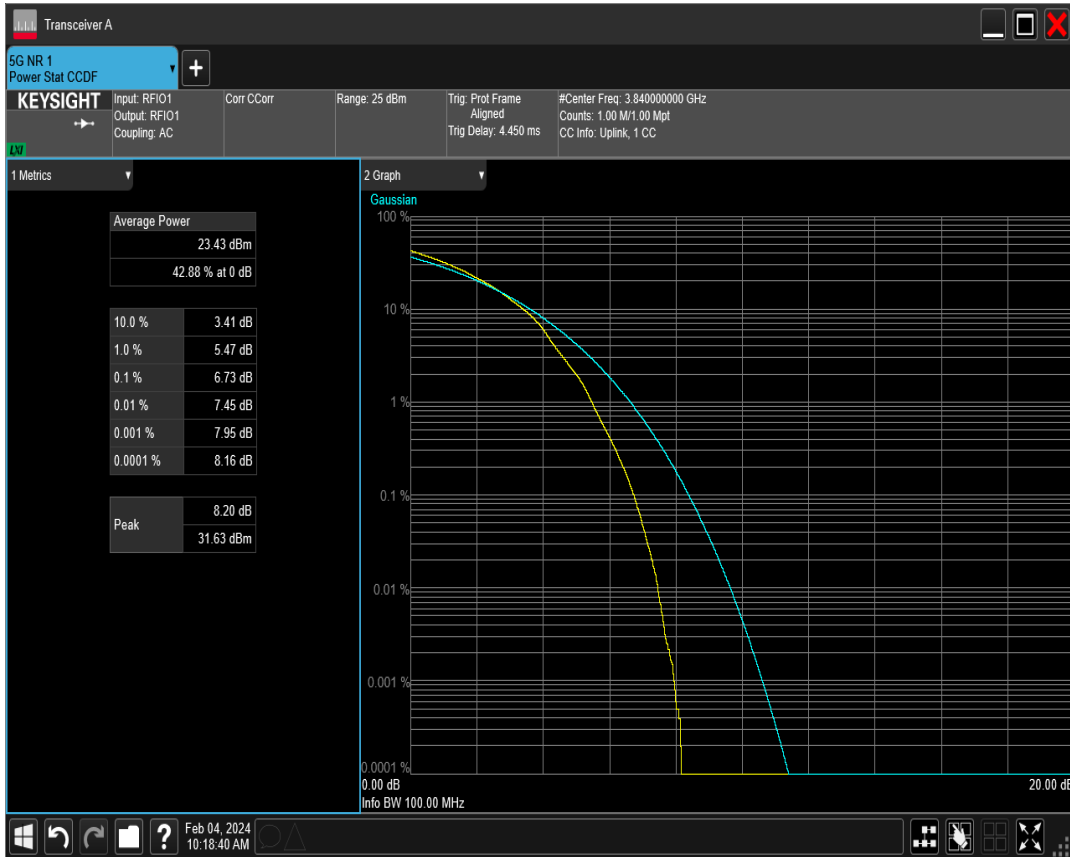 Transceiver A
5G NR 1
Power Stat CCDF
+
KEYSIGHT
LXI
Input: RFIO1
Output: RFIO1
Coupling: AC
Corr CCorr
Range: 25 dBm
Trig: Prot Frame
Aligned
Trig Delay: 4.450 ms
#Center Freq: 3.840000000 GHz
Counts: 1.00 M/1.00 Mpt
CC Info: Uplink, 1 CC
1 Metrics
Average Power
23.43 dBm
42.88 % at 0 dB
10.0 % 3.41 dB
1.0 % 5.47 dB
0.1 % 6.73 dB
0.01 % 7.45 dB
0.001 % 7.95 dB
0.0001 % 8.16 dB
Peak 8.20 dB
31.63 dBm
2 Graph
Gaussian
100 %
10 %
1 %
0.1 %
0.01 %
0.001 %
0.0001 %
0.00 dB 20.00 dB
Info BW 100.00 MHz
?
Feb 04, 2024
10:18:40 AM